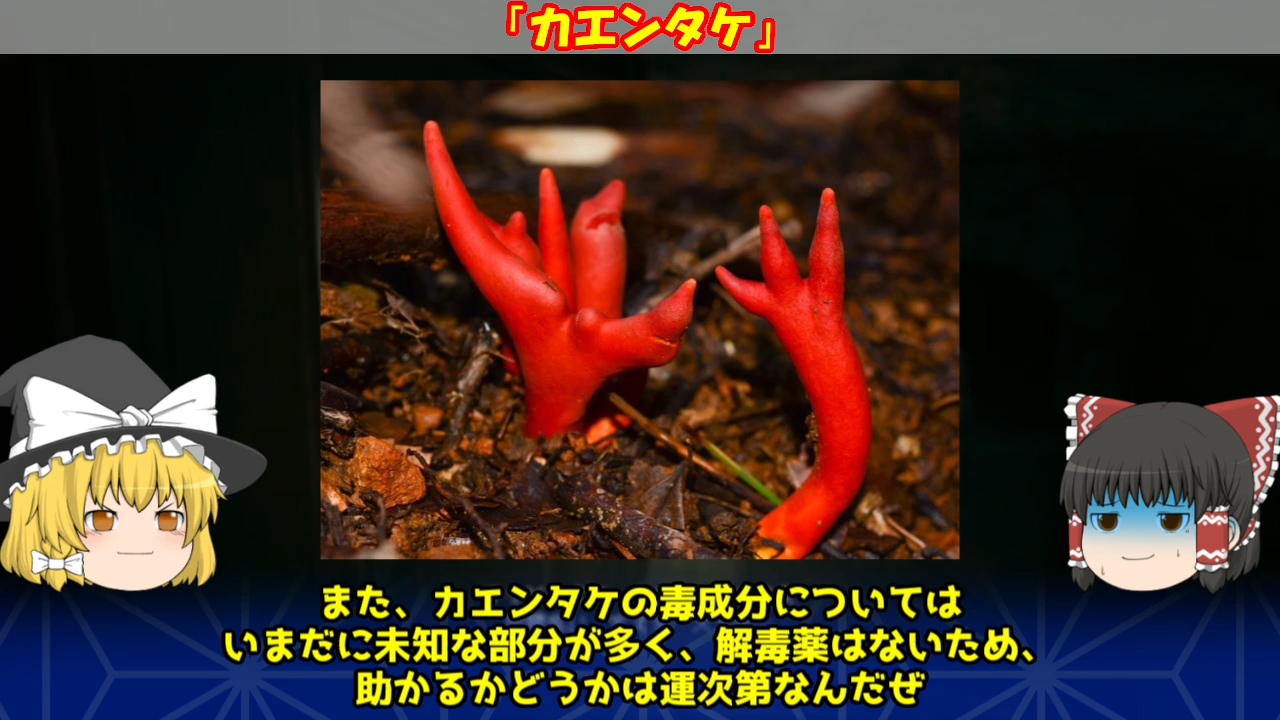 『カエンタケ』
また、カエンタケの毒成分については
いまだに未知な部分が多く、解毒薬はないため、
助かるかどうかは運次第なんだぜ